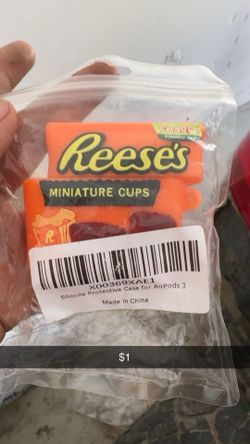 Reese's
MINIATURE CUPS
R
X00369XAE1
Silicone Protective Case for AirPods 3
Made in China
$1